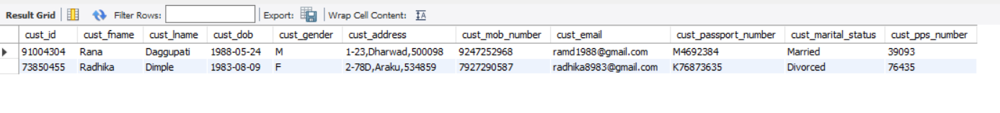 Result Grid Filter Rows: Export: Wrap Cell Content: IA
cust_id cust_fname cust_lname cust_dob cust_gender cust_address cust_mob_number cust_email cust_passport_number cust_marital_status cust_pps_number
91004304 Rana Daggupati 1988-05-24 M 1-23,Dharwad,500098 9247252968 ramd1988@gmail.com M4692384 Married 39093
73850455 Radhika Dimple 1983-08-09 F 2-78D,Araku,534859 7927290587 radhika8983@gmail.com K76873635 Divorced 76435